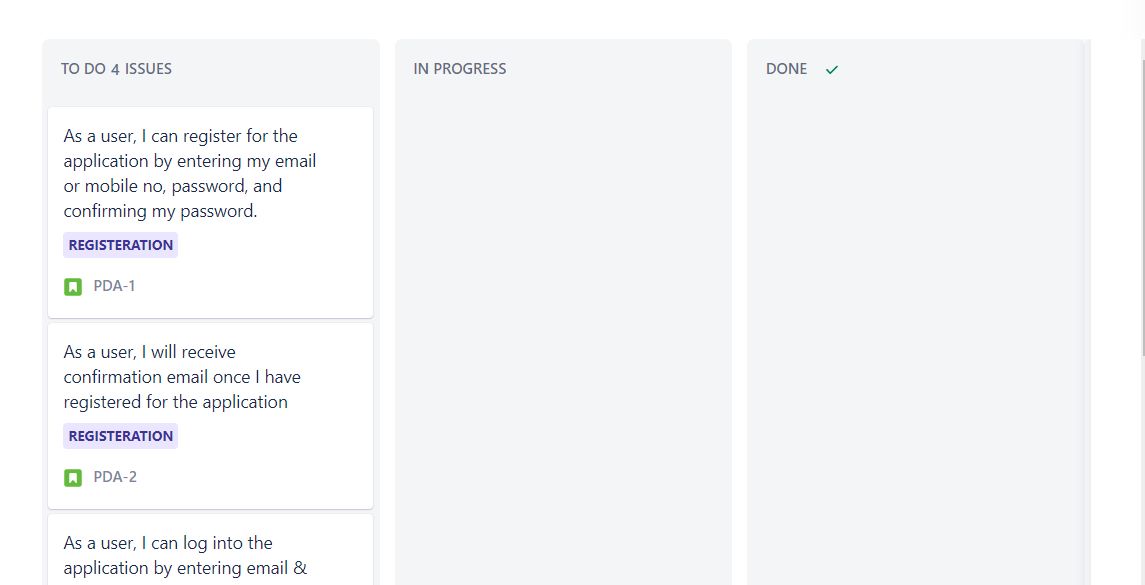 TO DO 4 ISSUES
As a user, I can register for the
application by entering my email
or mobile no, password, and
confirming my password.
REGISTERATION
PDA-1
As a user, I will receive
confirmation email once I have
registered for the application
REGISTERATION
PDA-2
As a user, I can log into the
application by entering email &
IN PROGRESS
DONE